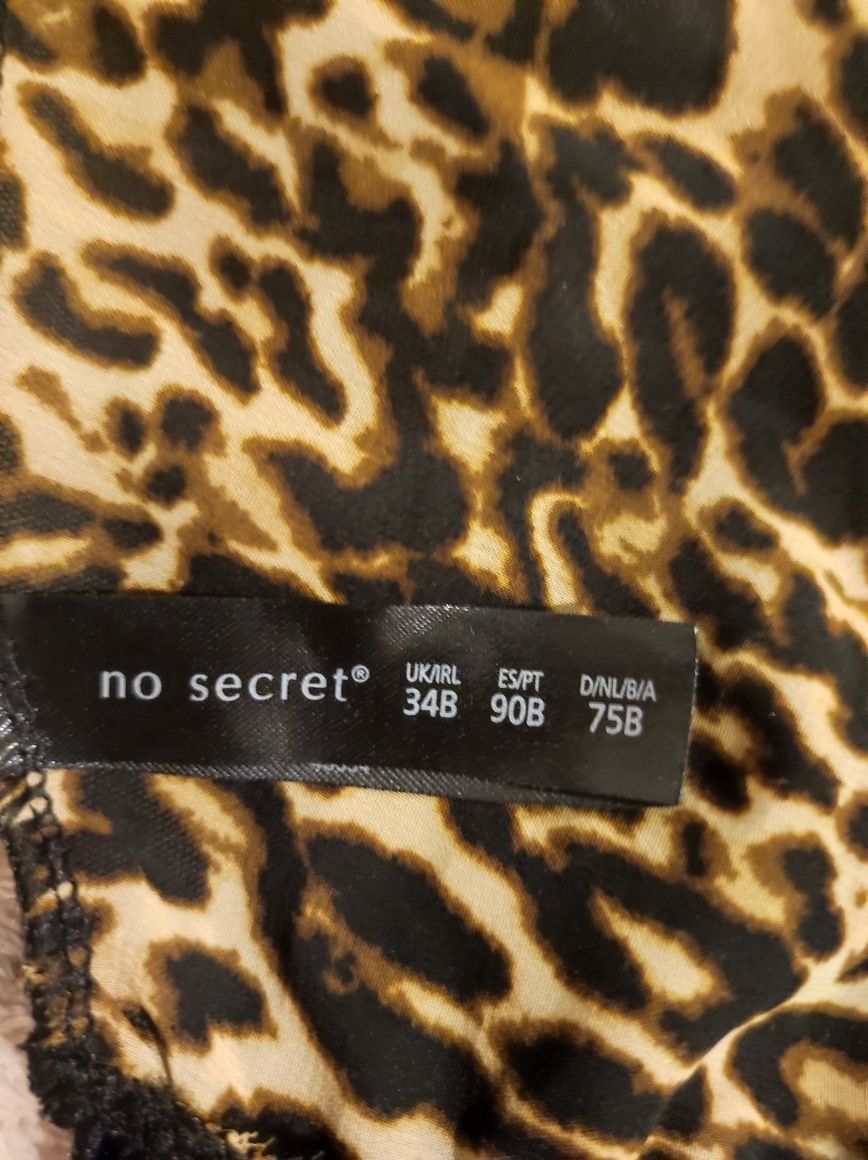 no secret®
UK/IRL
34B
ES/PT
90B
D/NL/B/A
75B